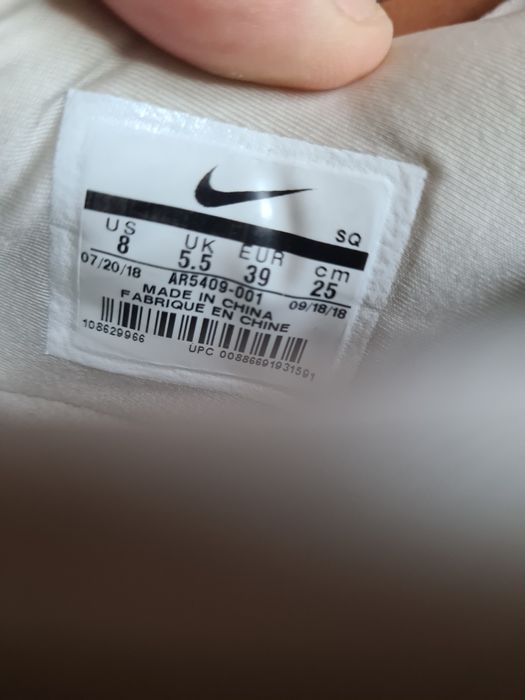 SQ
US UK EUR cm
8 5.5 39 25
07/20/18 AR5409-001 09/18/18
MADE IN CHINA
FABRIQUE EN CHINE
108629966 UPC 00886691931591